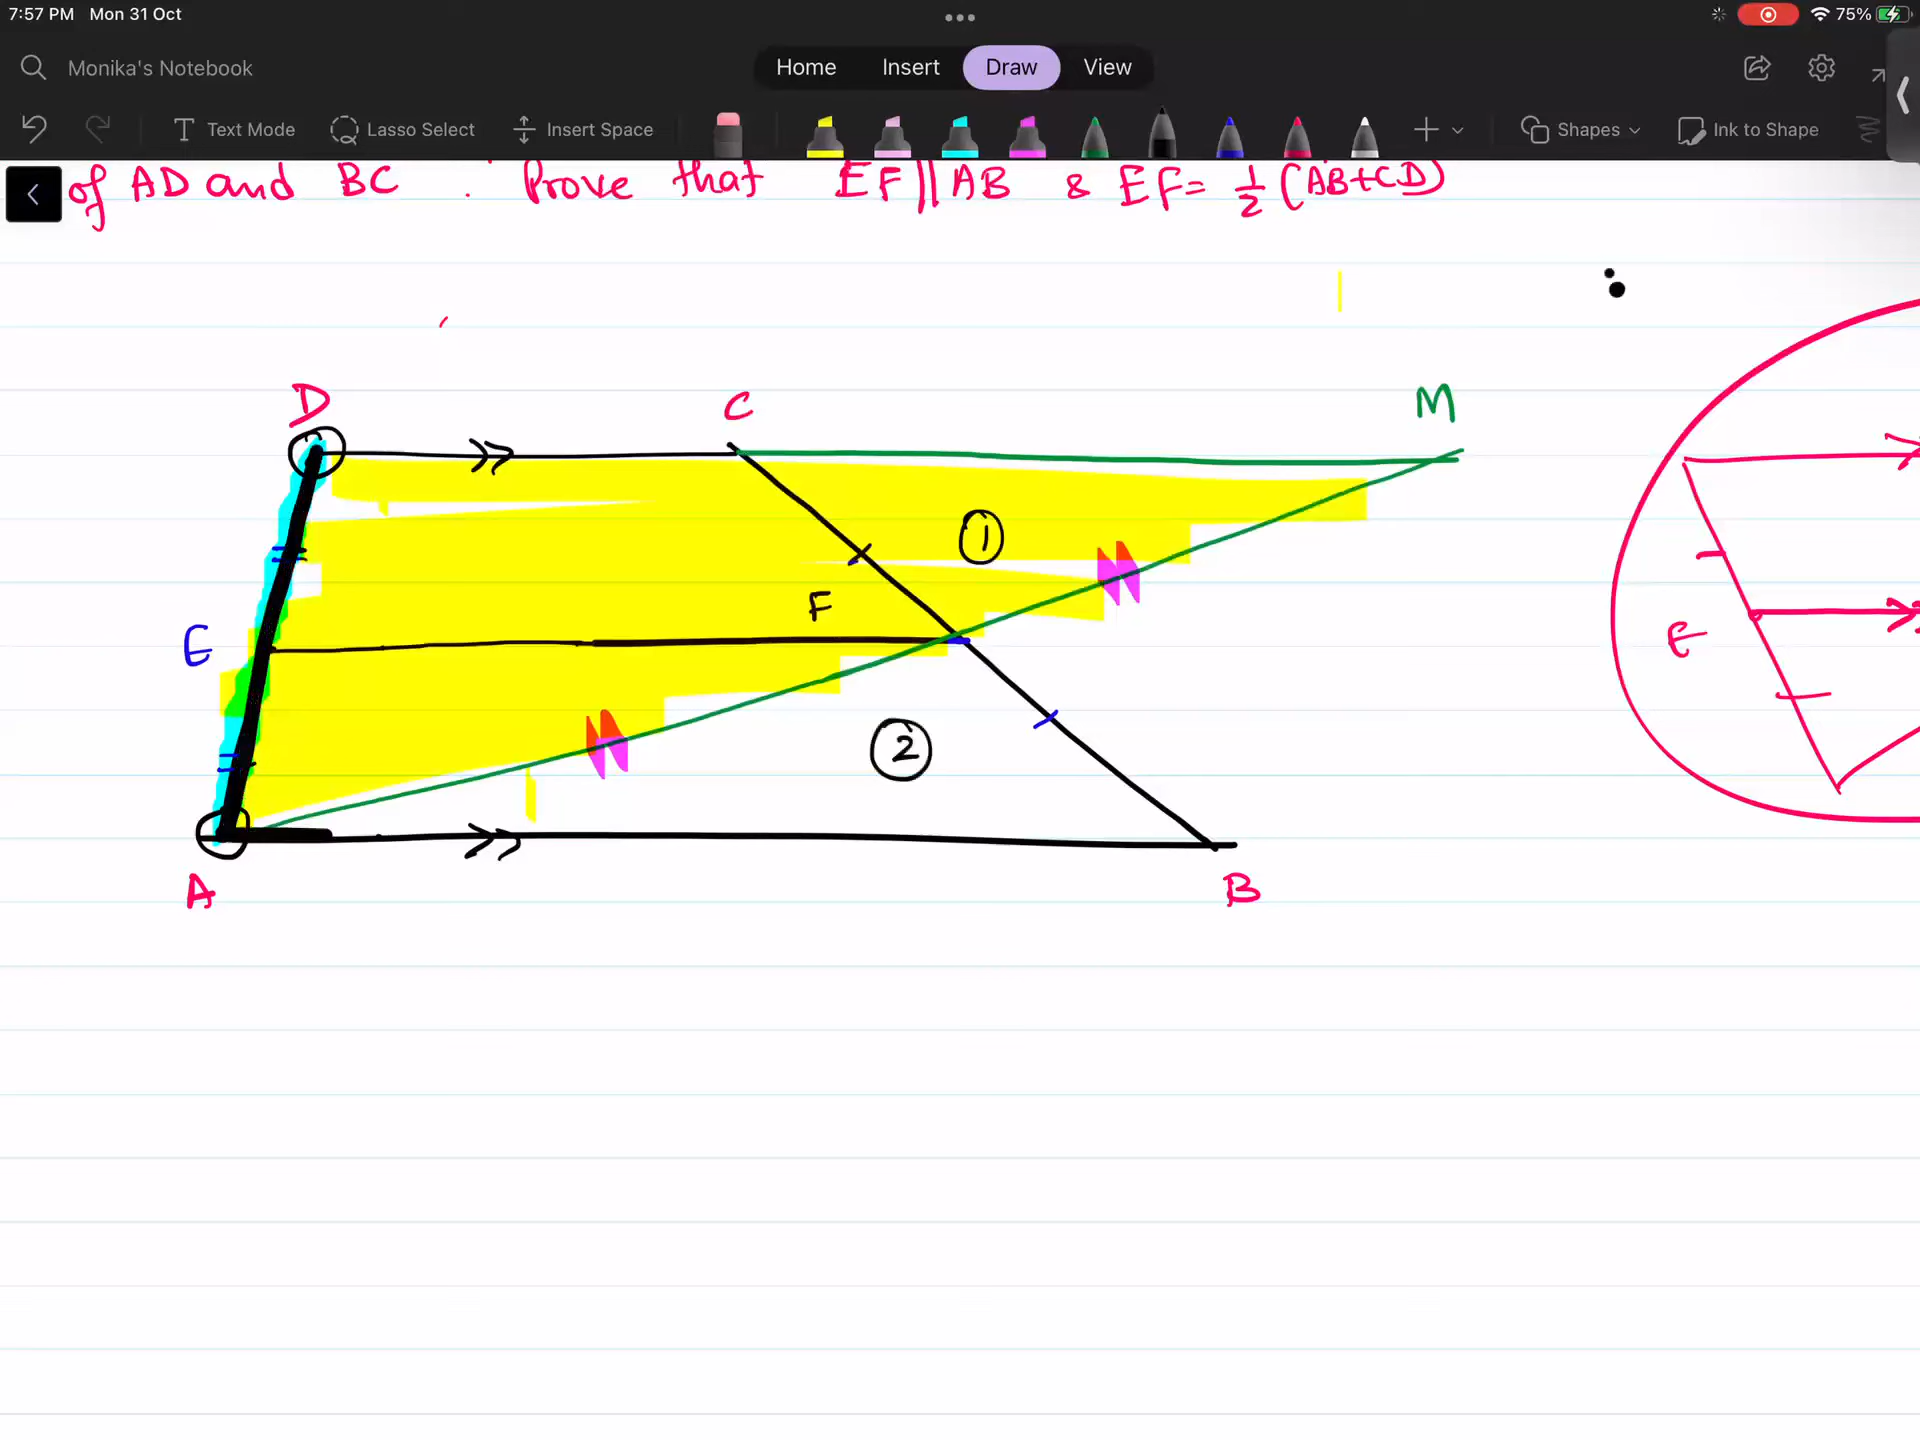 7:57 PM Mon 31 Oct
75%
Monika's Notebook
Home Insert Draw View
Text Mode Lasso Select Insert Space Shapes Ink to Shape
of AD and BC . Prove that EF || AB & EF = 1/2 (AB+CD)
D C M
1
F
E
E
2
A B